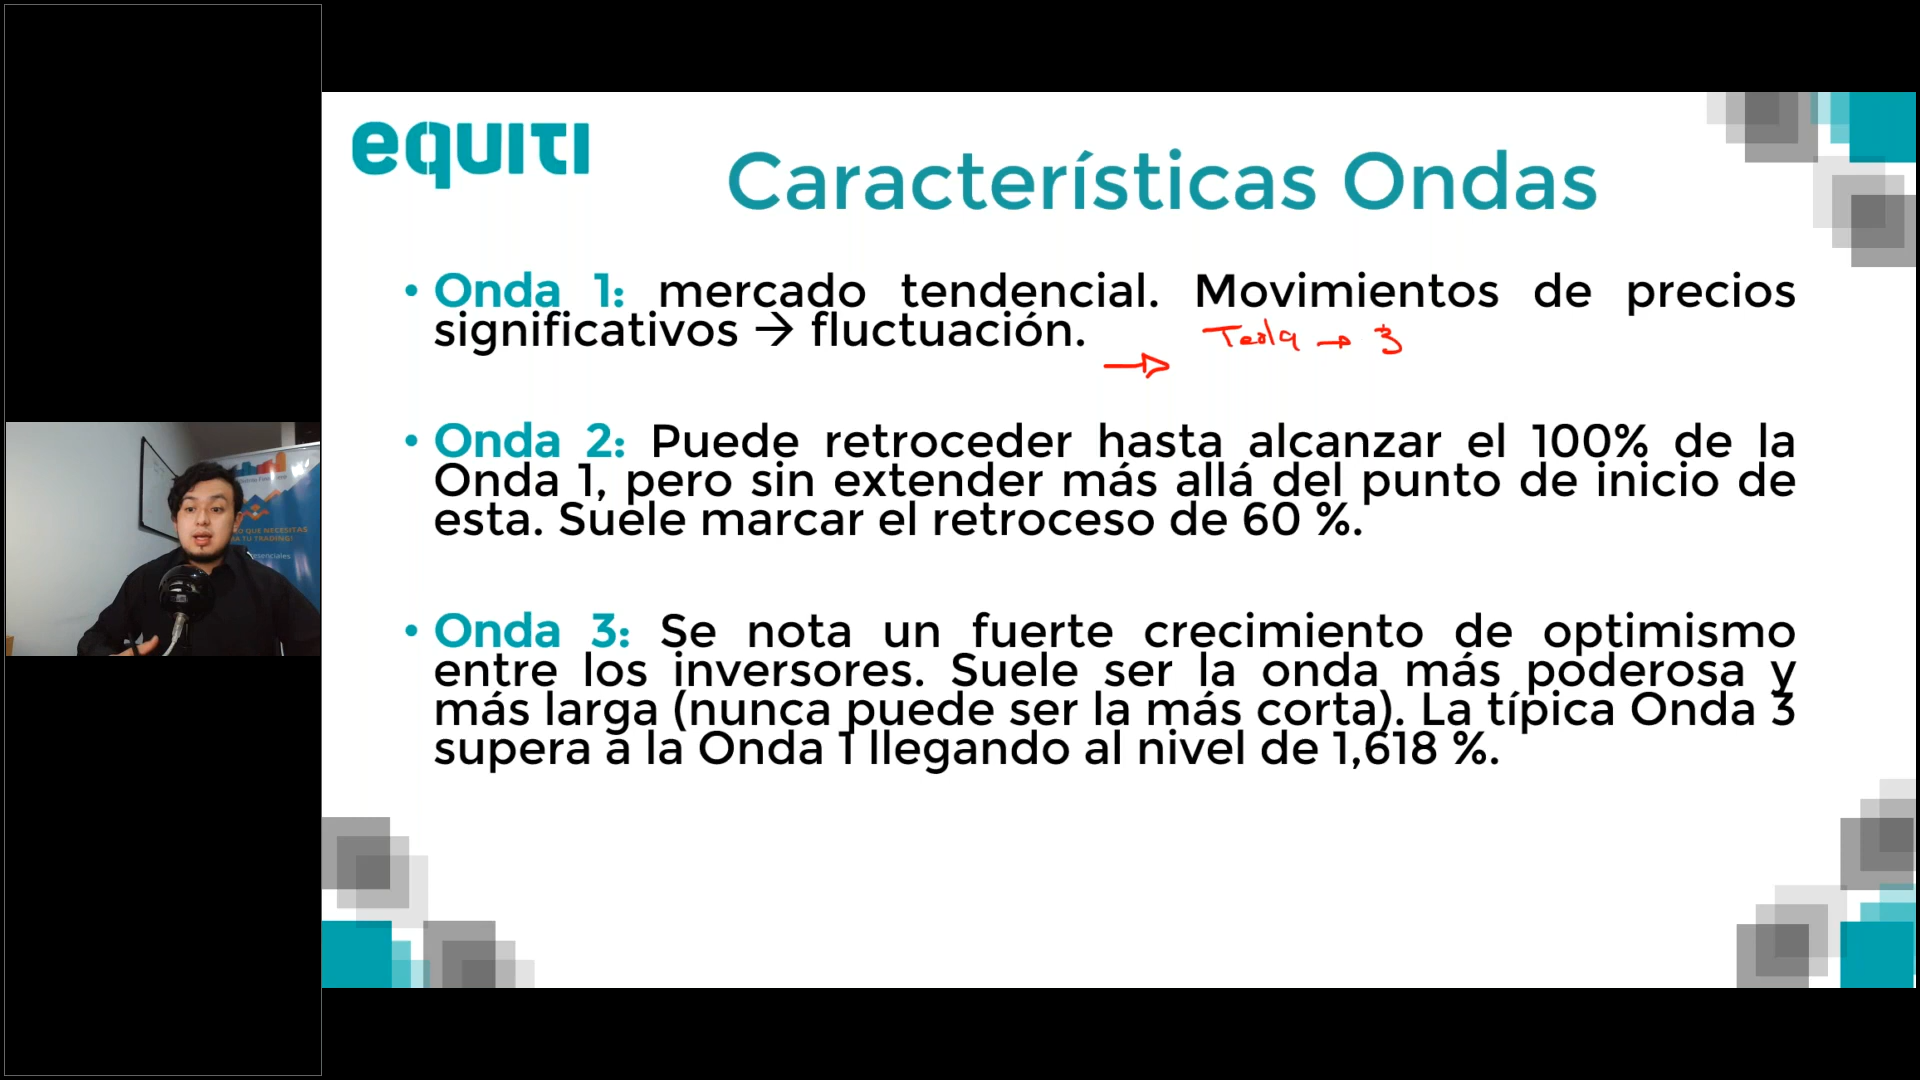 equiti
Características Ondas
• Onda 1: mercado tendencial. Movimientos de precios
significativos → fluctuación.
Tesla → 3
• Onda 2: Puede retroceder hasta alcanzar el 100% de la
Onda 1, pero sin extender más allá del punto de inicio de
esta. Suele marcar el retroceso de 60 %.
• Onda 3: Se nota un fuerte crecimiento de optimismo
entre los inversores. Suele ser la onda más poderosa y
más larga (nunca puede ser la más corta). La típica Onda 3
supera a la Onda 1 llegando al nivel de 1,618 %.
O QUE NECESITAS
A TU TRADING!